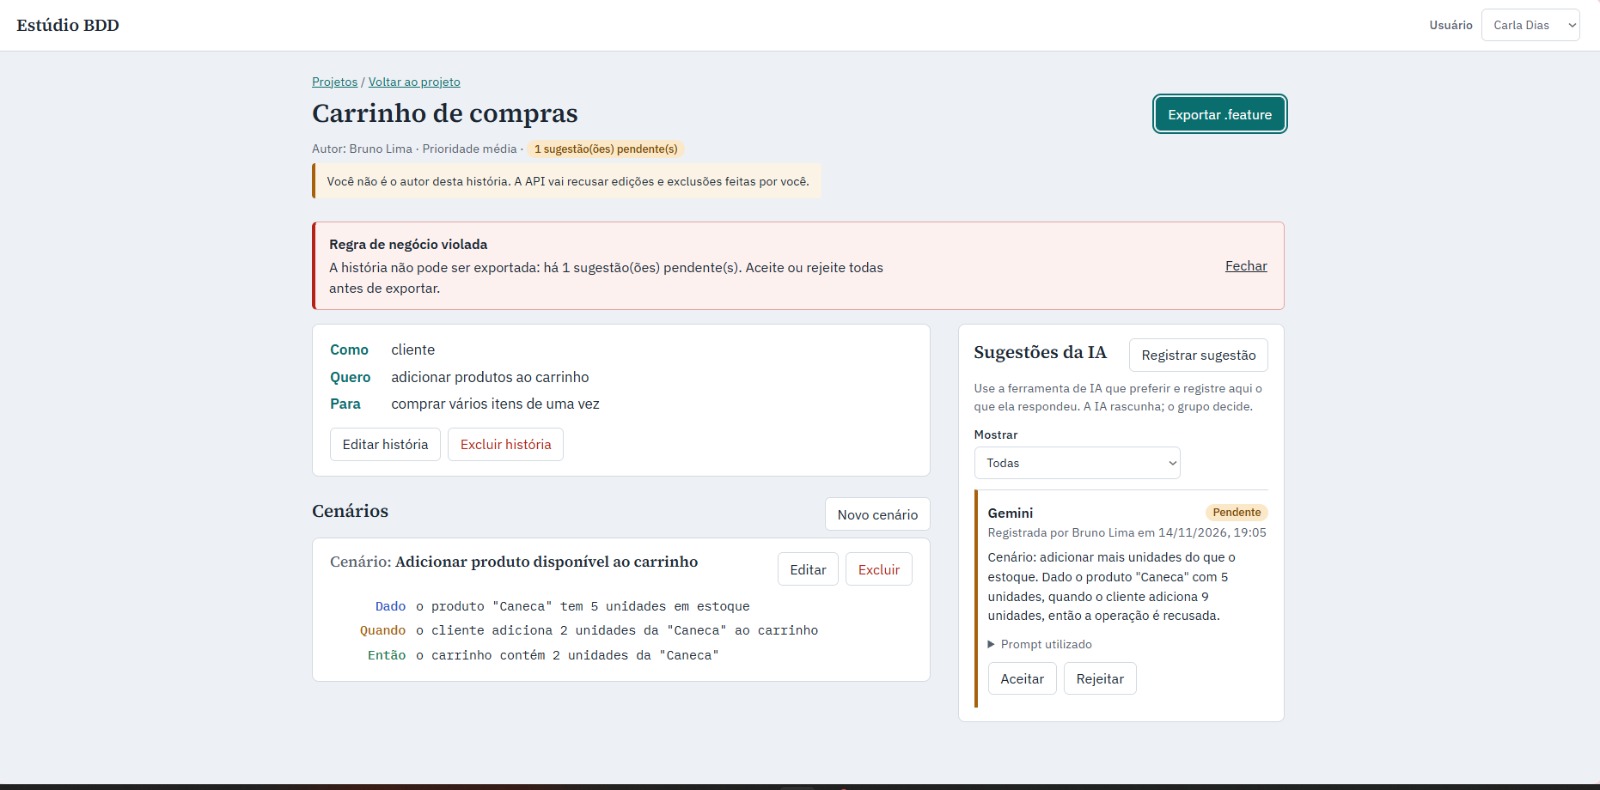 Estúdio BDD
Usuário
Carla Dias
Projetos / Voltar ao projeto
Carrinho de compras
Exportar .feature
Autor: Bruno Lima · Prioridade média · 1 sugestão(ões) pendente(s)
Você não é o autor desta história. A API vai recusar edições e exclusões feitas por você.
Regra de negócio violada
A história não pode ser exportada: há 1 sugestão(ões) pendente(s). Aceite ou rejeite todas
antes de exportar.
Fechar
Como cliente
Quero adicionar produtos ao carrinho
Para comprar vários itens de uma vez
Editar história
Excluir história
Cenários
Novo cenário
Cenário: Adicionar produto disponível ao carrinho
Editar
Excluir
Dado o produto "Caneca" tem 5 unidades em estoque
Quando o cliente adiciona 2 unidades da "Caneca" ao carrinho
Então o carrinho contém 2 unidades da "Caneca"
Sugestões da IA
Registrar sugestão
Use a ferramenta de IA que preferir e registre aqui o
que ela respondeu. A IA rascunha; o grupo decide.
Mostrar
Todas
Gemini
Pendente
Registrada por Bruno Lima em 14/11/2026, 19:05
Cenário: adicionar mais unidades do que o
estoque. Dado o produto "Caneca" com 5
unidades, quando o cliente adiciona 9
unidades, então a operação é recusada.
Prompt utilizado
Aceitar
Rejeitar